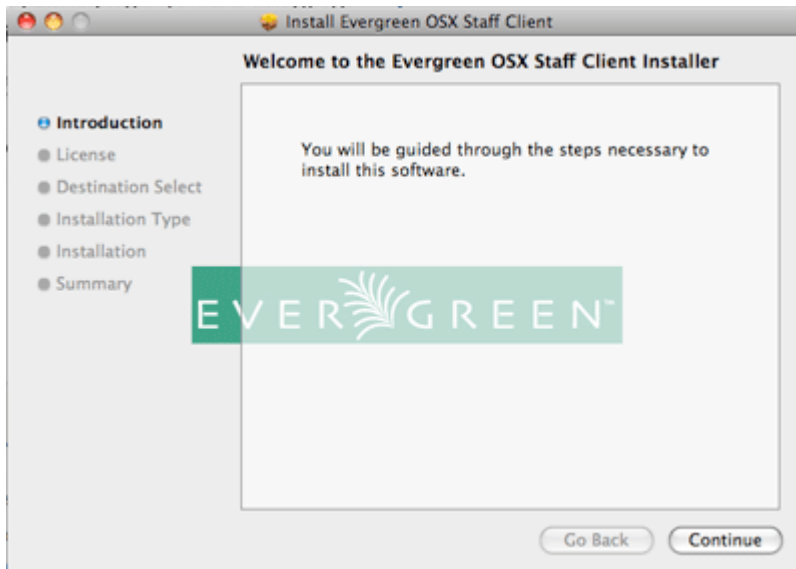 Install Evergreen OSX Staff Client
Welcome to the Evergreen OSX Staff Client Installer
Introduction
License
Destination Select
Installation Type
Installation
Summary
You will be guided through the steps necessary to
install this software.
EVERGREEN™
Go Back
Continue